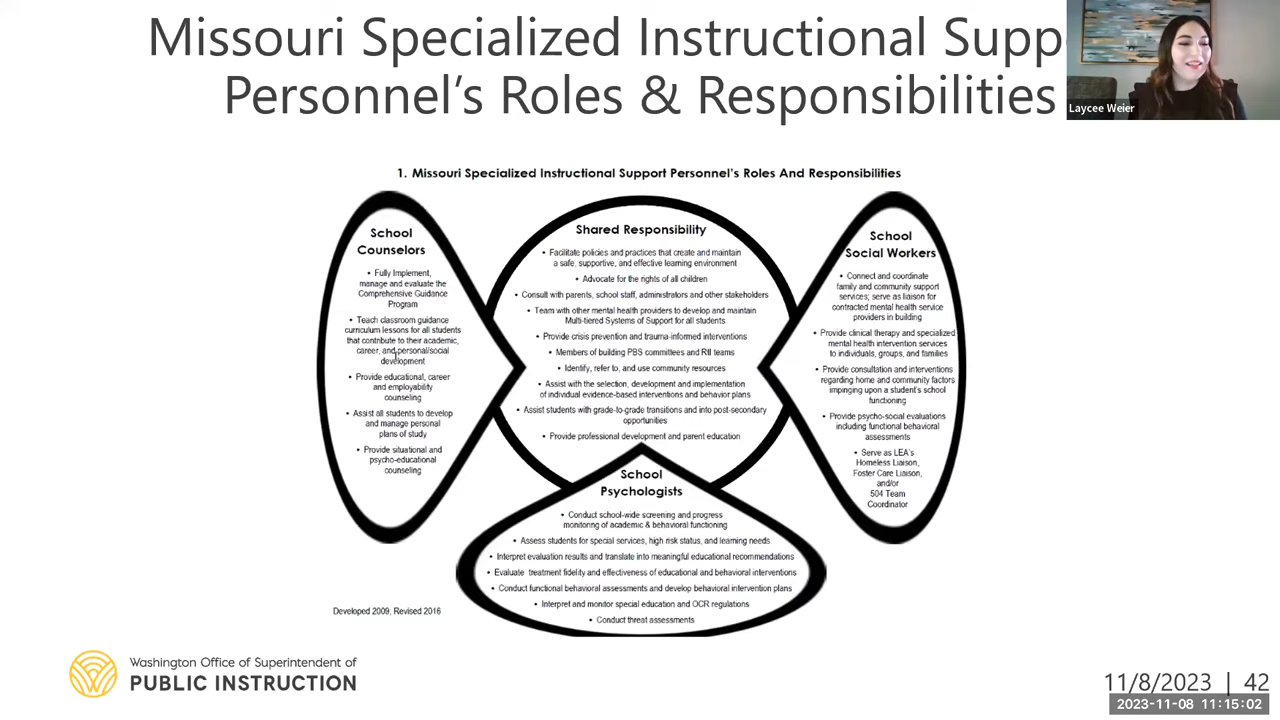 Missouri Specialized Instructional Supp
Personnel's Roles & Responsibilities
Laycee Weier
1. Missouri Specialized Instructional Support Personnel's Roles And Responsibilities
School
Counselors
• Fully Implement,
manage and evaluate the
Comprehensive Guidance
Program
• Teach classroom guidance
curriculum lessons for all students
that contribute to their academic,
career, and personal/social
development
• Provide educational, career
and employability
counseling
• Assist all students to develop
and manage personal
plans of study
• Provide situational and
psycho-educational
counseling
Shared Responsibility
• Facilitate policies and practices that create and maintain
a safe, supportive, and effective learning environment
• Advocate for the rights of all children
• Consult with parents, school staff, administrators and other stakeholders
• Team with other mental health providers to develop and maintain
Multi-tiered Systems of Support for all students
• Provide crisis prevention and trauma-informed interventions
• Members of building PBS committees and RtI teams
• Identify, refer to, and use community resources
• Assist with the selection, development and implementation
of individual evidence-based interventions and behavior plans
• Assist students with grade-to-grade transitions and into post-secondary
opportunities
• Provide professional development and parent education
School
Social Workers
• Connect and coordinate
family and community support
services; serve as liaison for
contracted mental health service
providers in building
• Provide clinical therapy and specialized
mental health intervention services
to individuals, groups, and families
• Provide consultation and interventions
regarding home and community factors
impinging upon a student's school
functioning
• Provide psycho-social evaluations
including functional behavioral
assessments
• Serve as LEA's
Homeless Liaison,
Foster Care Liaison,
and/or
504 Team
Coordinator
School
Psychologists
• Conduct school-wide screening and progress
monitoring of academic & behavioral functioning
• Assess students for special services, high risk status, and learning needs
• Interpret evaluation results and translate into meaningful educational recommendations
• Evaluate treatment fidelity and effectiveness of educational and behavioral interventions
• Conduct functional behavioral assessments and develop behavioral intervention plans
• Interpret and monitor special education and OCR regulations
• Conduct threat assessments
Developed 2009, Revised 2016
Washington Office of Superintendent of
PUBLIC INSTRUCTION
11/8/2023 | 42
2023-11-08 11:15:02